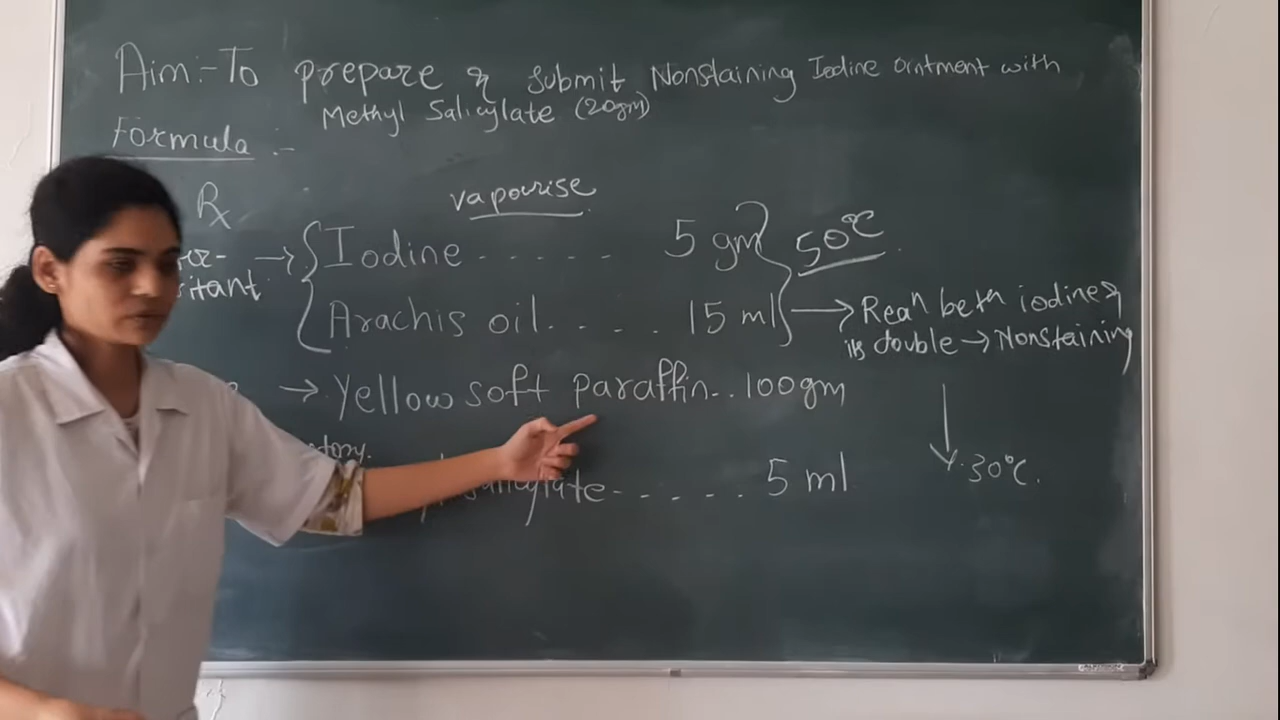 Aim:- To prepare & Submit Nonstaining Iodine Ointment with
Methyl Salicylate (20gm)
Formula :-
Rx
vapourise
→ { Iodine ...... 5 gm } 50°C
Arachis oil.... 15 ml → Reaⁿ betn iodine &
its double → Nonstaining
→ Yellow soft paraffin.. 100gm
salicylate...... 5 ml
↓ 30°C.